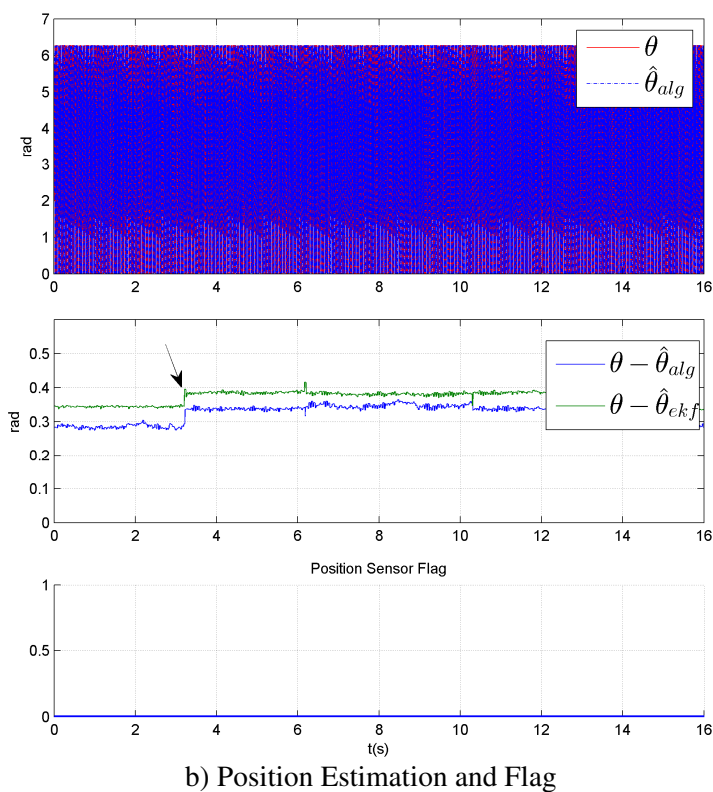 7
6
5
4
3
2
1
0
rad
θ
θ̂alg
0 2 4 6 8 10 12 14 16
0.5
0.4
0.3
0.2
0.1
0
rad
θ − θ̂alg
θ − θ̂ekf
0 2 4 6 8 10 12 14 16
Position Sensor Flag
1
0.5
0
0 2 4 6 8 10 12 14 16
t(s)
b) Position Estimation and Flag